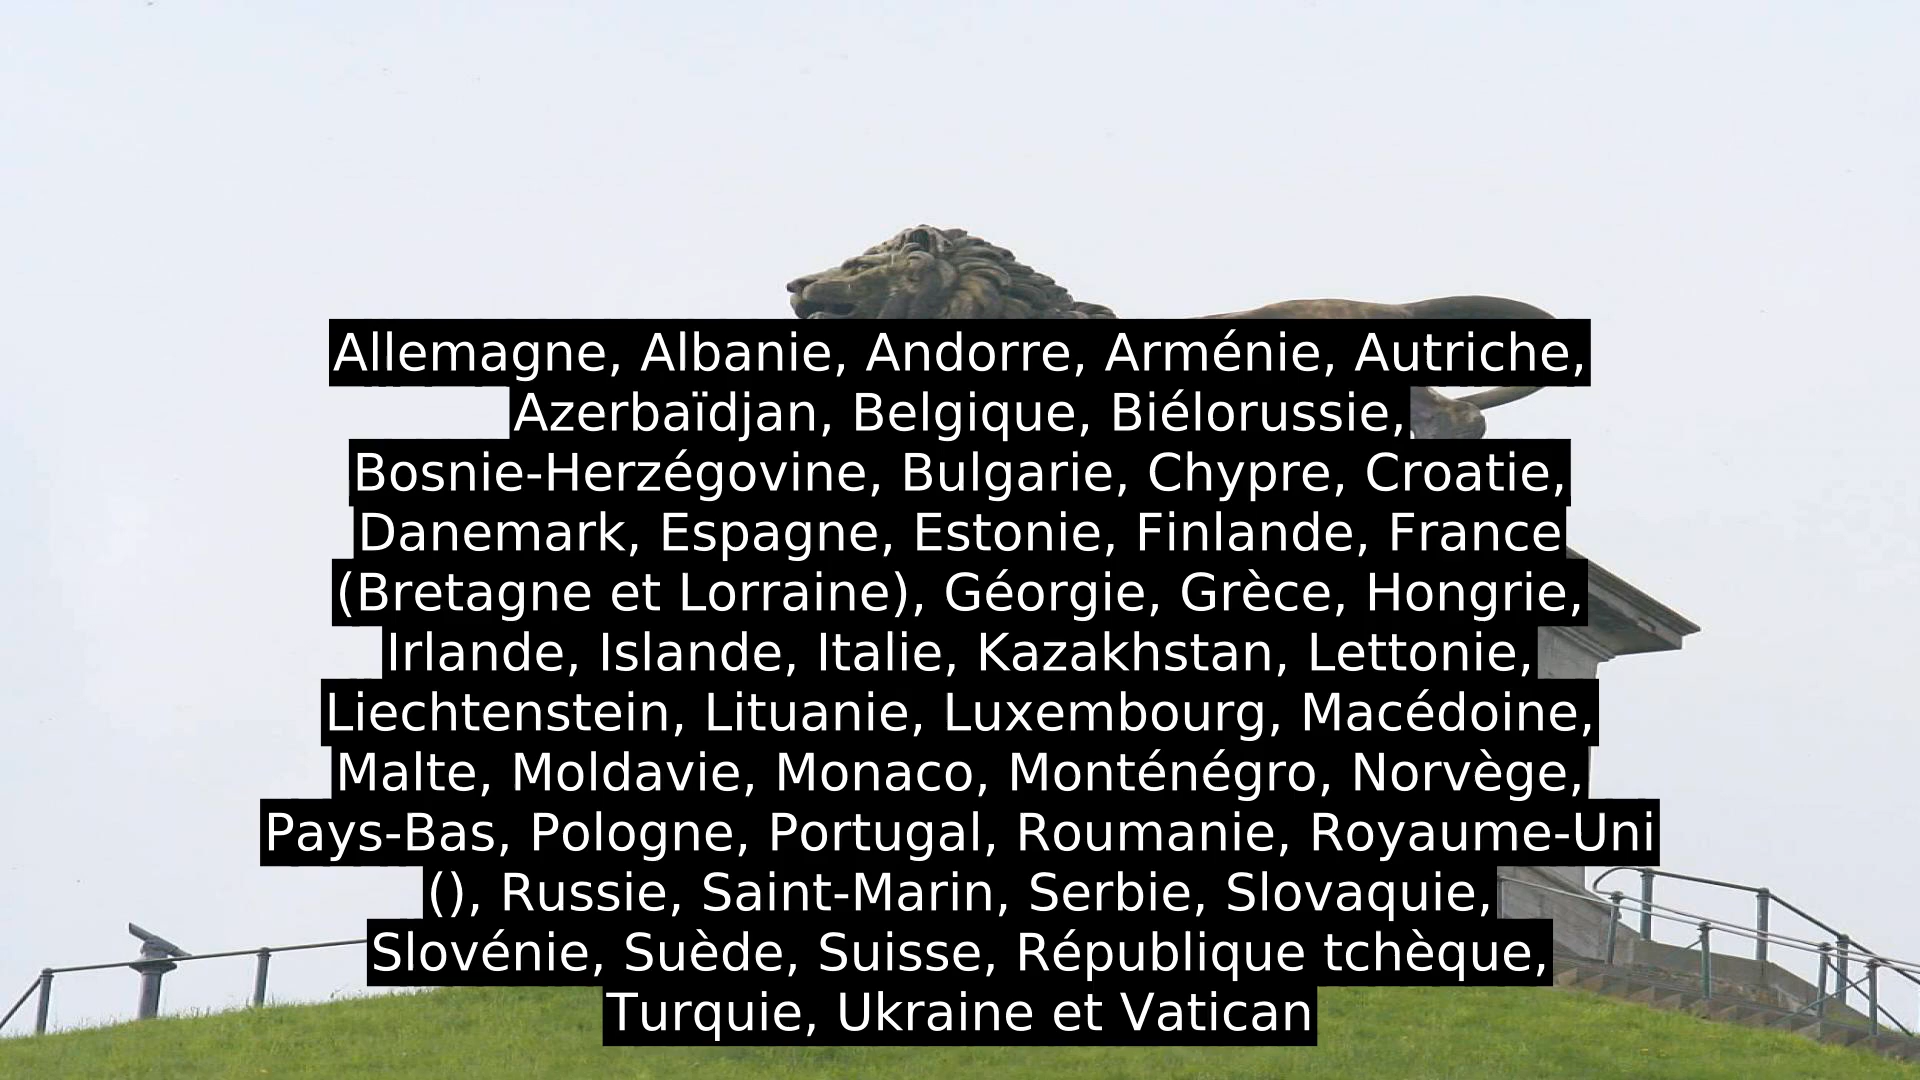 Allemagne, Albanie, Andorre, Arménie, Autriche,
Azerbaïdjan, Belgique, Biélorussie,
Bosnie-Herzégovine, Bulgarie, Chypre, Croatie,
Danemark, Espagne, Estonie, Finlande, France
(Bretagne et Lorraine), Géorgie, Grèce, Hongrie,
Irlande, Islande, Italie, Kazakhstan, Lettonie,
Liechtenstein, Lituanie, Luxembourg, Macédoine,
Malte, Moldavie, Monaco, Monténégro, Norvège,
Pays-Bas, Pologne, Portugal, Roumanie, Royaume-Uni
(), Russie, Saint-Marin, Serbie, Slovaquie,
Slovénie, Suède, Suisse, République tchèque,
Turquie, Ukraine et Vatican